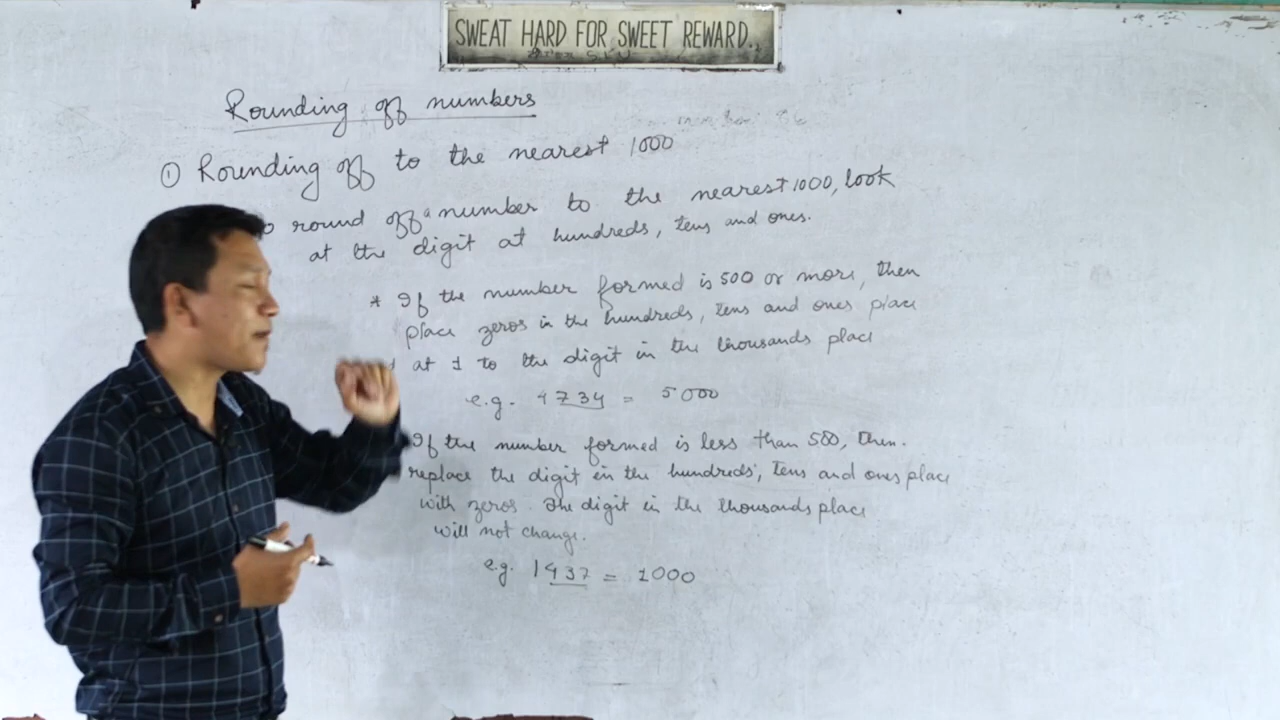 SWEAT HARD FOR SWEET REWARD.
Rounding off numbers
① Rounding off to the nearest 1000
round off a number to the nearest 1000, look
at the digit at hundreds, tens and ones.
* If the number formed is 500 or more, then
place zeros in the hundreds, tens and ones place
at 1 to the digit in the thousands place
e.g. 4734 = 5000
If the number formed is less than 500, then.
replace the digit in the hundreds, tens and ones place
with zeros. The digit in the thousands place
will not change.
e.g. 1437 = 1000